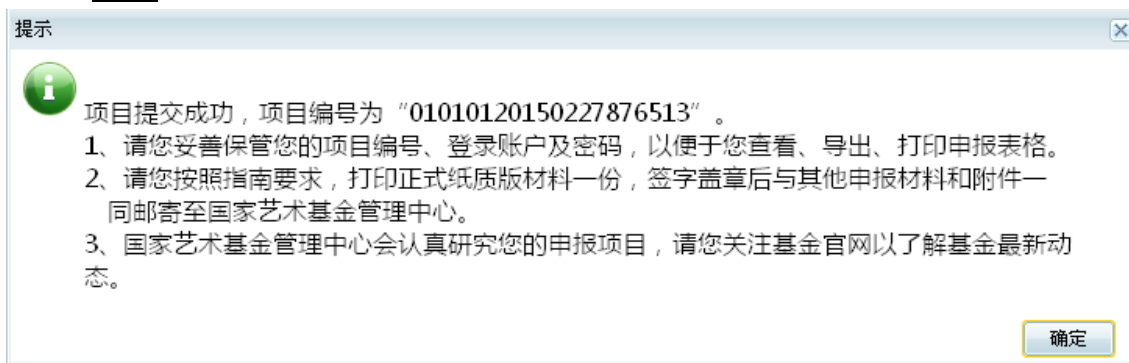 提示
项目提交成功，项目编号为“01010120150227876513”。
1、请您妥善保管您的项目编号、登录账户及密码，以便于您查看、导出、打印申报表格。
2、请您按照指南要求，打印正式纸质版材料一份，签字盖章后与其他申报材料和附件一
同邮寄至国家艺术基金管理中心。
3、国家艺术基金管理中心会认真研究您的申报项目，请您关注基金官网以了解基金最新动
态。
确定